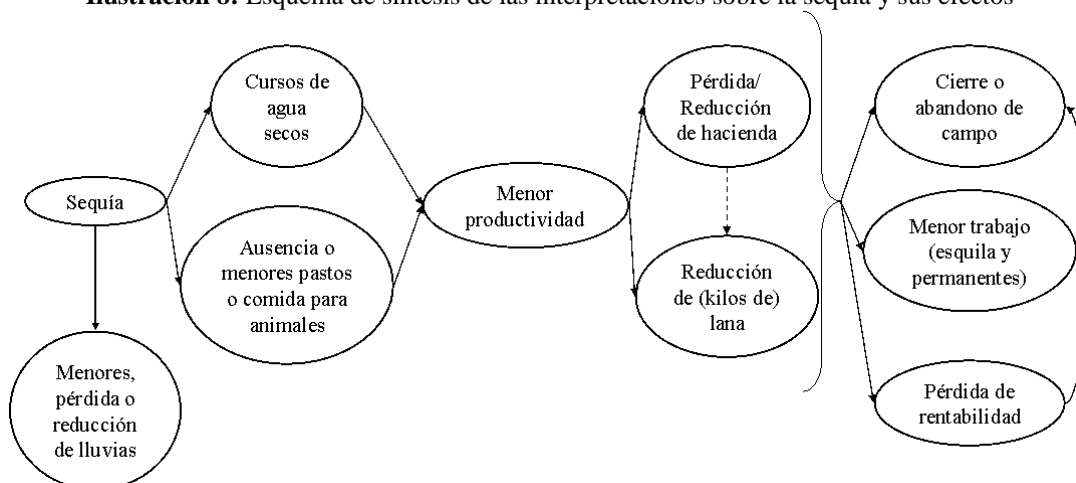 Ilustración 8: Esquema de síntesis de las interpretaciones sobre la sequía y sus efectos
Sequía
Menores,
pérdida o
reducción
de lluvias
Cursos de
agua
secos
Ausencia o
menores pastos
o comida para
animales
Menor
productividad
Pérdida/
Reducción
de hacienda
Reducción
de (kilos de)
lana
Cierre o
abandono de
campo
Menor trabajo
(esquila y
permanentes)
Pérdida de
rentabilidad